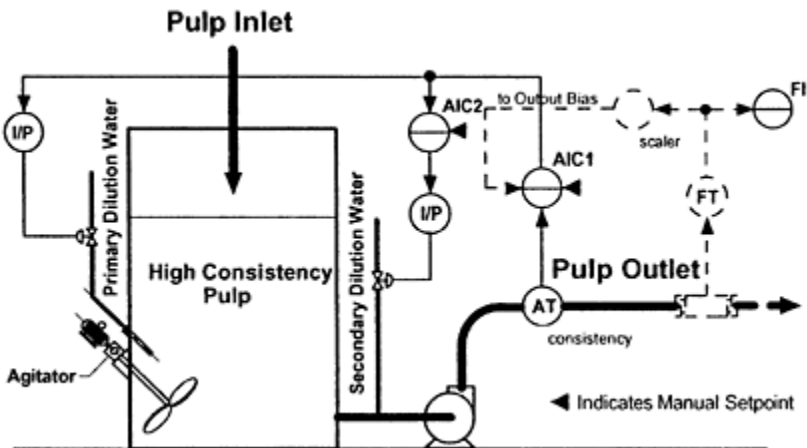 Pulp Inlet
I/P
Primary Dilution Water
AIC2
to Output Bias
FI
scaler
AIC1
I/P
FT
Secondary Dilution Water
High Consistency
Pulp
Pulp Outlet
AT
consistency
Agitator
Indicates Manual Setpoint